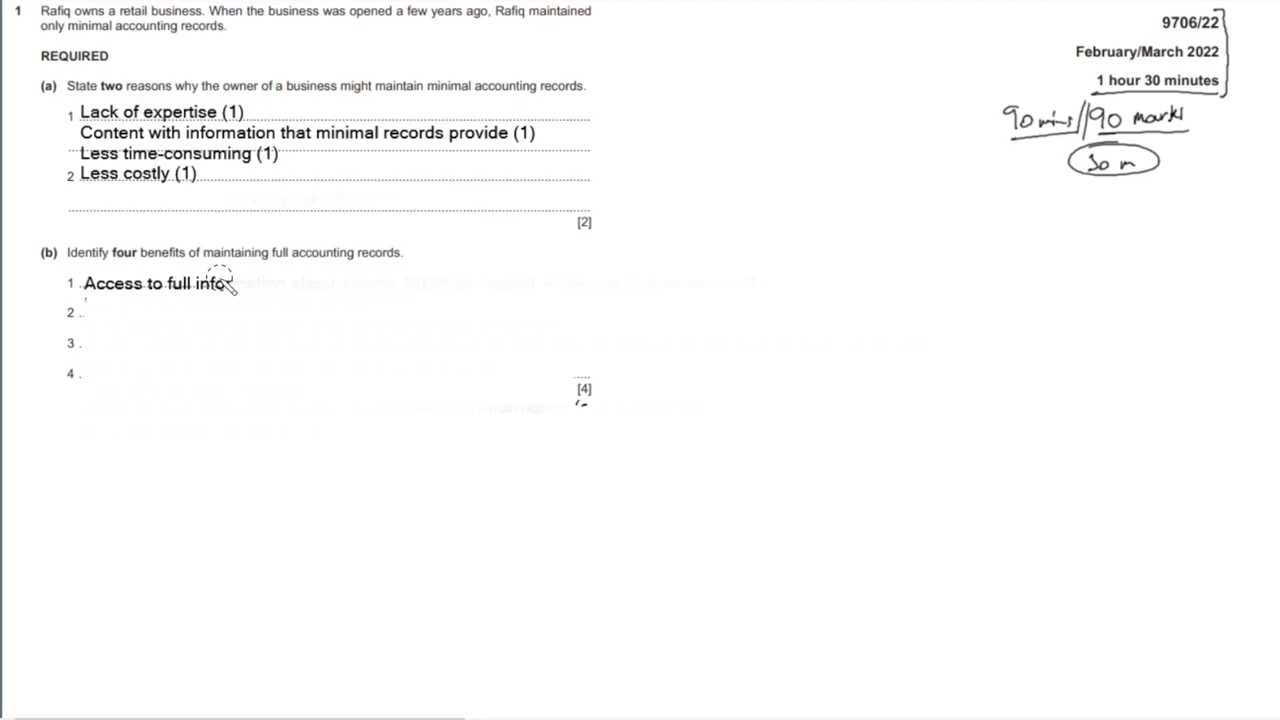 1 Rafiq owns a retail business. When the business was opened a few years ago, Rafiq maintained
only minimal accounting records.
REQUIRED
(a) State two reasons why the owner of a business might maintain minimal accounting records.
1 Lack of expertise (1)
Content with information that minimal records provide (1)
Less time-consuming (1)
2 Less costly (1)
[2]
(b) Identify four benefits of maintaining full accounting records.
1 Access to full infor
2
3
4
[4]
9706/22
February/March 2022
1 hour 30 minutes
90 mins // 90 marks
30 m